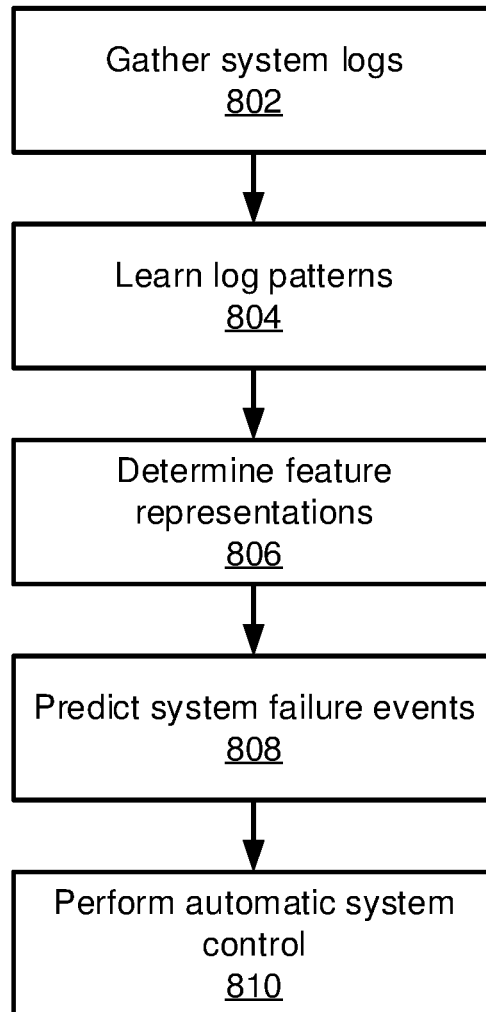 Gather system logs
802
Learn log patterns
804
Determine feature
representations
806
Predict system failure events
808
Perform automatic system
control
810